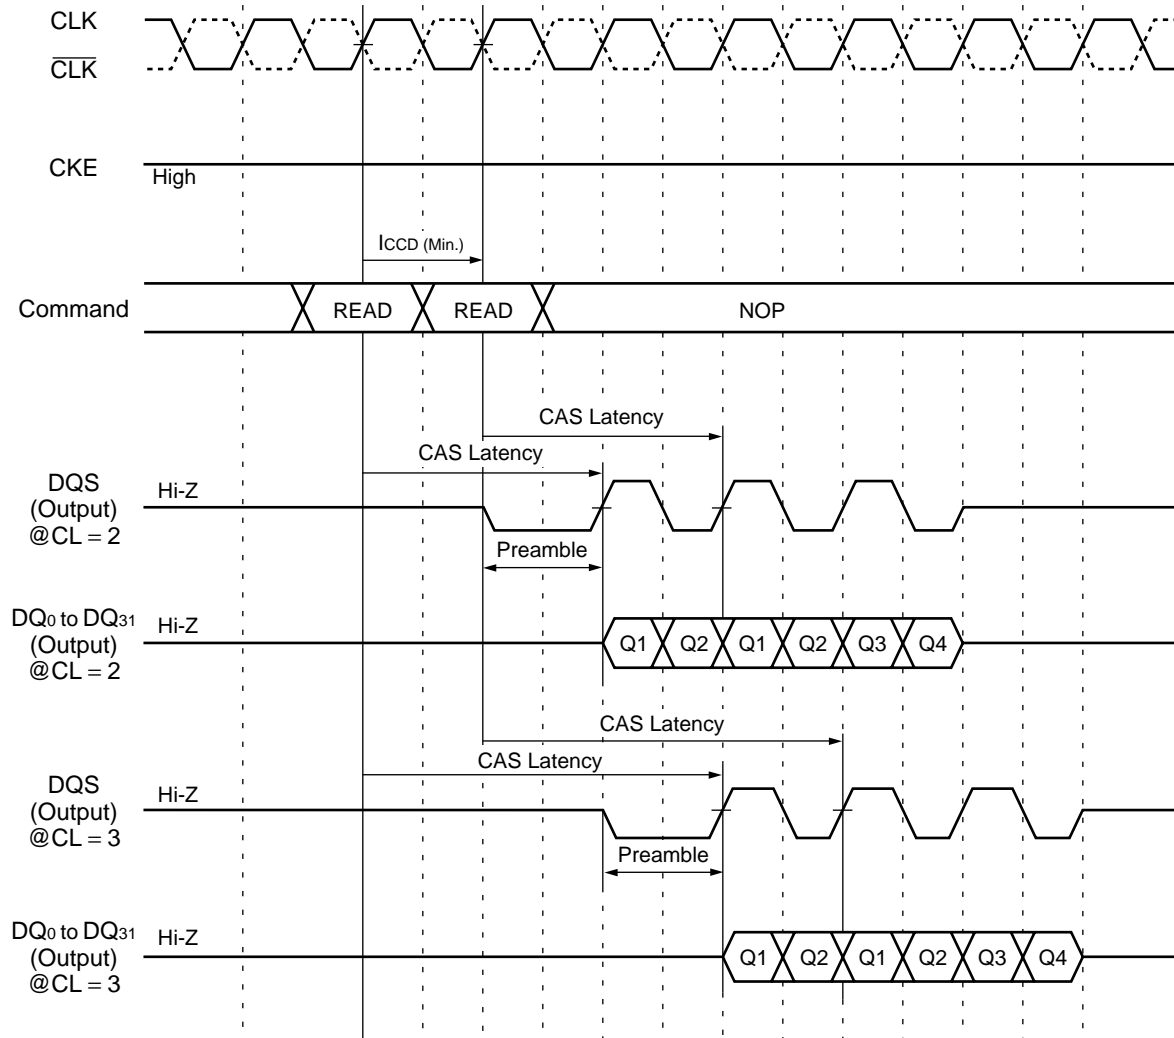 CLK
CLK
CKE
High
ICCD (Min.)
Command
READ
READ
NOP
CAS Latency
CAS Latency
DQS
(Output)
@CL = 2
Hi-Z
Preamble
DQ0 to DQ31
(Output)
@CL = 2
Hi-Z
Q1 Q2 Q1 Q2 Q3 Q4
CAS Latency
CAS Latency
DQS
(Output)
@CL = 3
Hi-Z
Preamble
DQ0 to DQ31
(Output)
@CL = 3
Hi-Z
Q1 Q2 Q1 Q2 Q3 Q4